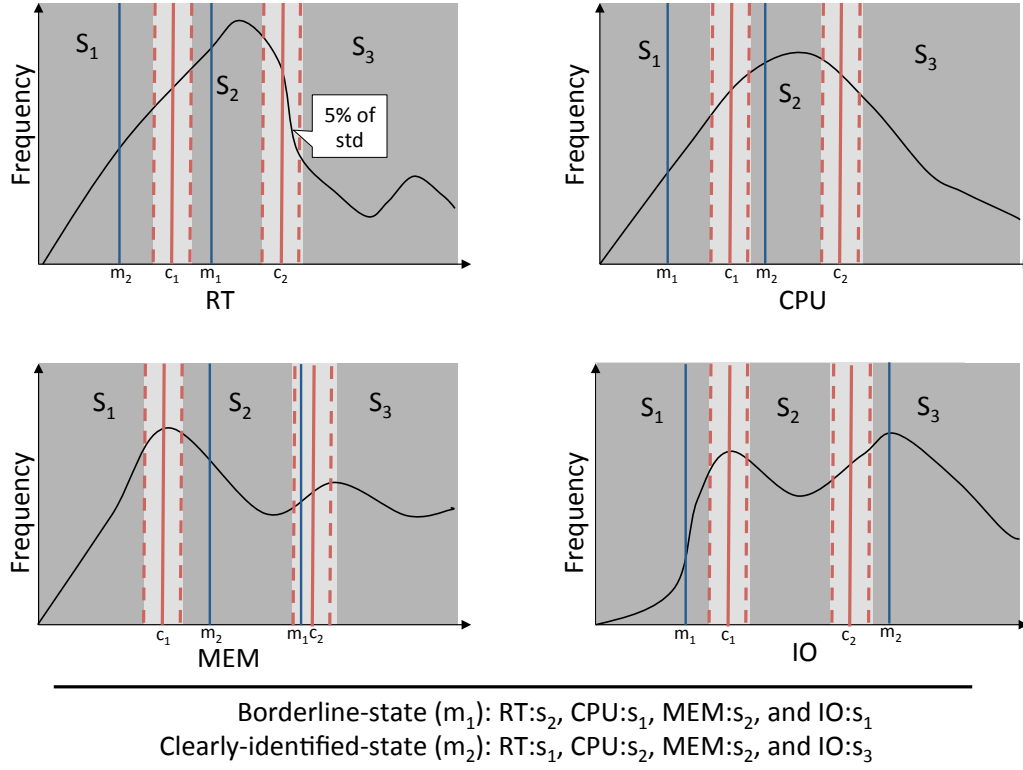 S₁
S₂
S₃
5% of
std
Frequency
m₂ c₁ m₁ c₂
RT
S₁
S₂
S₃
Frequency
m₁ c₁ m₂ c₂
CPU
S₁ S₂ S₃
Frequency
c₁ m₂ m₁ c₂
MEM
S₁ S₂ S₃
Frequency
m₁ c₁ c₂ m₂
IO
Borderline-state (m₁): RT:s₂, CPU:s₁, MEM:s₂, and IO:s₁
Clearly-identified-state (m₂): RT:s₁, CPU:s₂, MEM:s₂, and IO:s₃